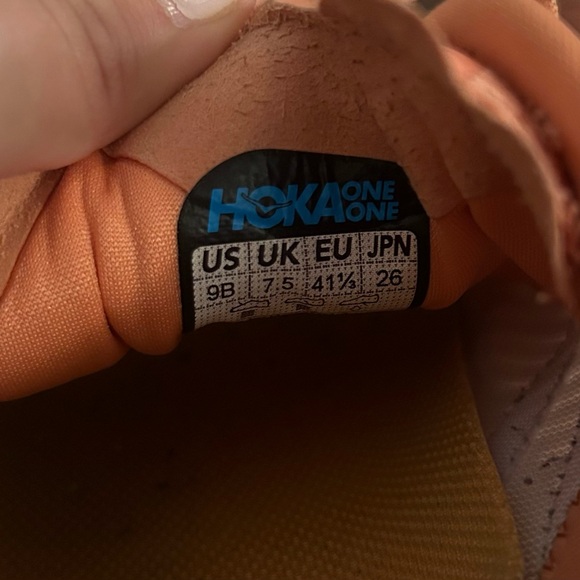 HOKA ONE ONE
US UK EU JPN
9B 7.5 41⅓ 26